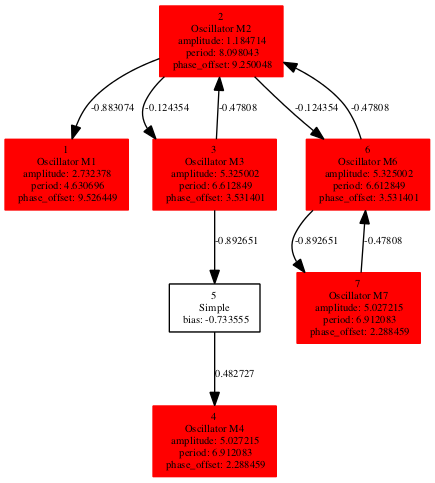 2
Oscillator M2
amplitude: 1.184714
period: 8.098043
phase_offset: 9.250048
-0.883074
-0.124354
-0.47808
-0.124354
-0.47808
1
Oscillator M1
amplitude: 2.732378
period: 4.630696
phase_offset: 9.526449
3
Oscillator M3
amplitude: 5.325002
period: 6.612849
phase_offset: 3.531401
6
Oscillator M6
amplitude: 5.325002
period: 6.612849
phase_offset: 3.531401
-0.892651
-0.892651
-0.47808
5
Simple
bias: -0.733555
7
Oscillator M7
amplitude: 5.027215
period: 6.912083
phase_offset: 2.288459
0.482727
4
Oscillator M4
amplitude: 5.027215
period: 6.912083
phase_offset: 2.288459